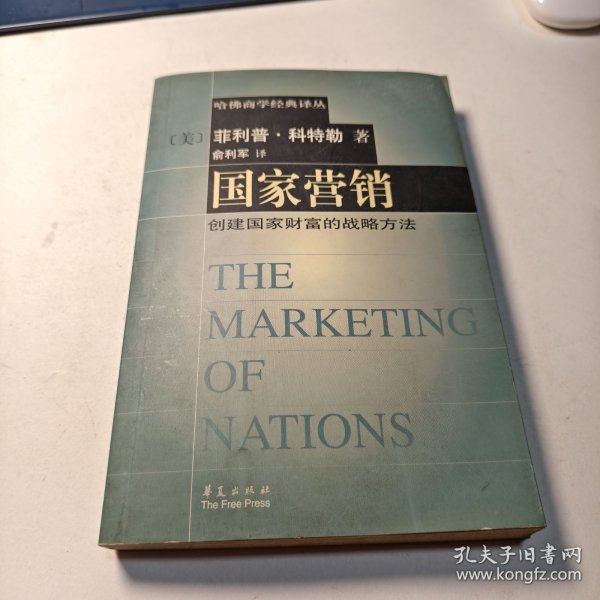 哈佛商学经典译丛
〔美〕菲利普·科特勒 著
俞利军 译
国家营销
创建国家财富的战略方法
THE
MARKETING
OF
NATIONS
华夏出版社
The Free Press
孔夫子旧书网
www.kongfz.com